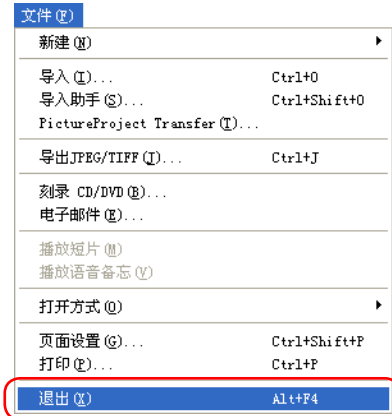 文件(F)
新建(N)
导入(I)... Ctrl+O
导入助手(S)... Ctrl+Shift+O
PictureProject Transfer(T)...
导出JPEG/TIFF(J)... Ctrl+J
刻录 CD/DVD(B)...
电子邮件(E)...
播放短片(M)
播放语音备忘(V)
打开方式(O)
页面设置(G)... Ctrl+Shift+P
打印(P)... Ctrl+P
退出(X) Alt+F4